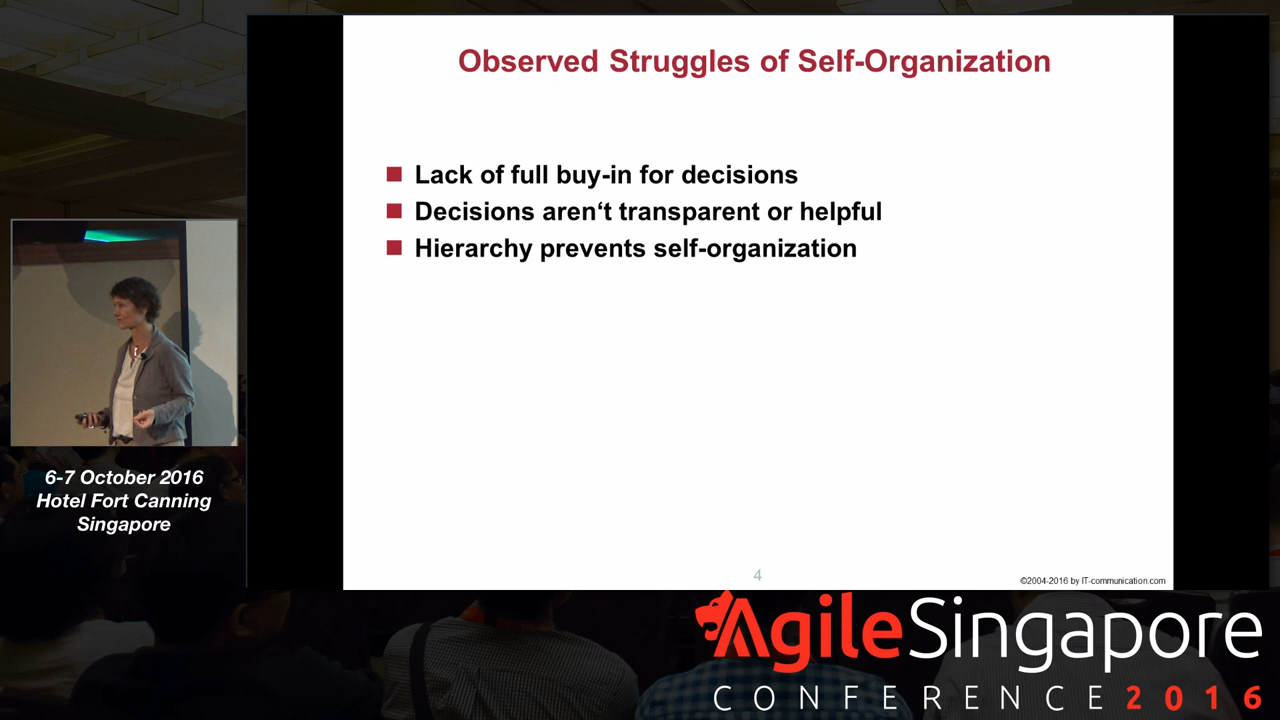 Observed Struggles of Self-Organization
Lack of full buy-in for decisions
Decisions aren‘t transparent or helpful
Hierarchy prevents self-organization
4
©2004-2016 by IT-communication.com
6-7 October 2016
Hotel Fort Canning
Singapore
AgileSingapore
CONFERENCE2016